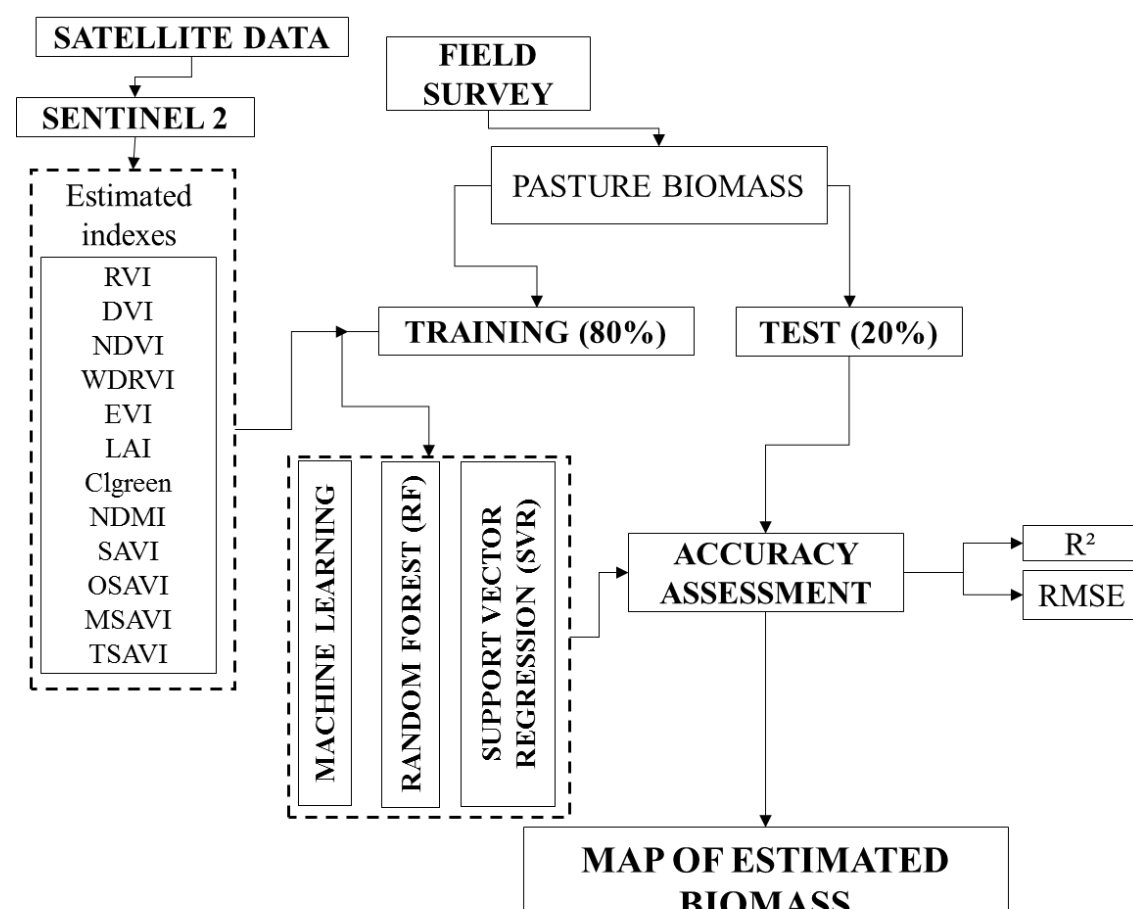 SATELLITE DATA
SENTINEL 2
Estimated
indexes
RVI
DVI
NDVI
WDRVI
EVI
LAI
Clgreen
NDMI
SAVI
OSAVI
MSAVI
TSAVI
FIELD
SURVEY
PASTURE BIOMASS
TRAINING (80%)
TEST (20%)
MACHINE LEARNING
RANDOM FOREST (RF)
SUPPORT VECTOR
REGRESSION (SVR)
ACCURACY
ASSESSMENT
R²
RMSE
MAP OF ESTIMATED
BIOMASS